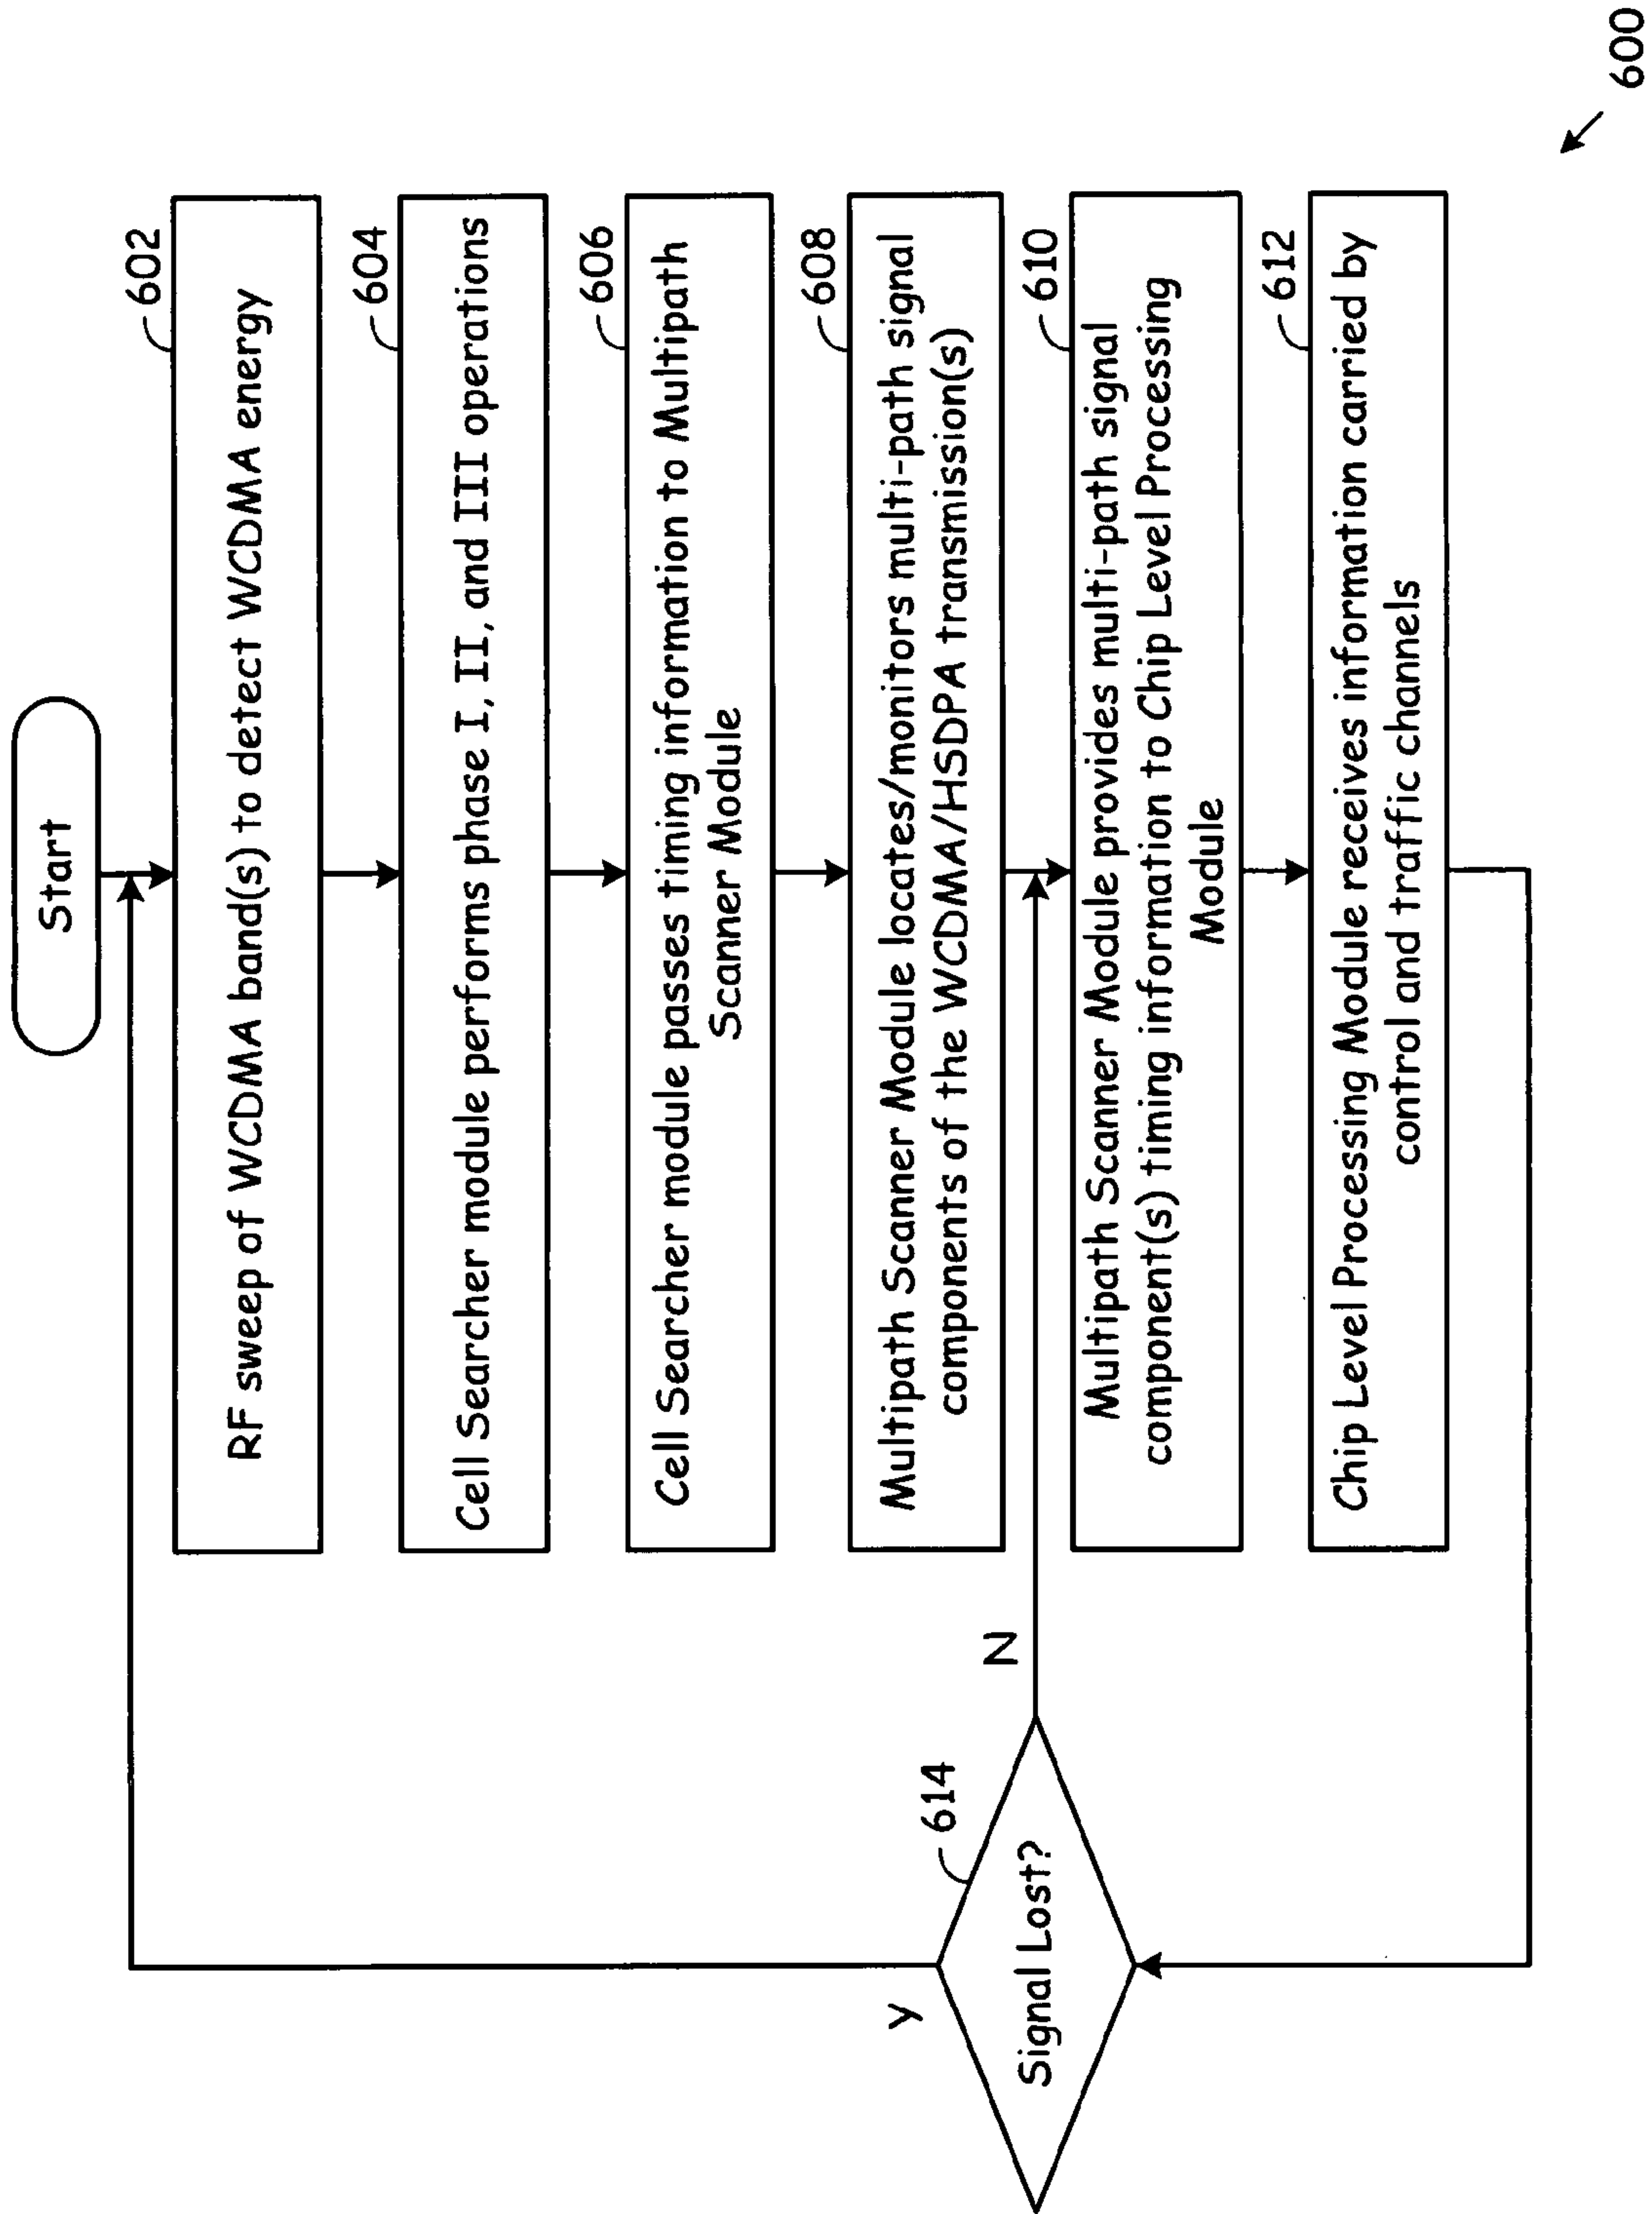 Start
602
RF sweep of WCDMA band(s) to detect WCDMA energy
604
Cell Searcher module performs phase I, II, and III operations
606
Cell Searcher module passes timing information to Multipath
Scanner Module
608
Multipath Scanner Module locates/monitors multi-path signal
components of the WCDMA/HSDPA transmission(s)
610
Multipath Scanner Module provides multi-path signal
component(s) timing information to Chip Level Processing
Module
612
Chip Level Processing Module receives information carried by
control and traffic channels
614
Signal Lost?
Y
N
600